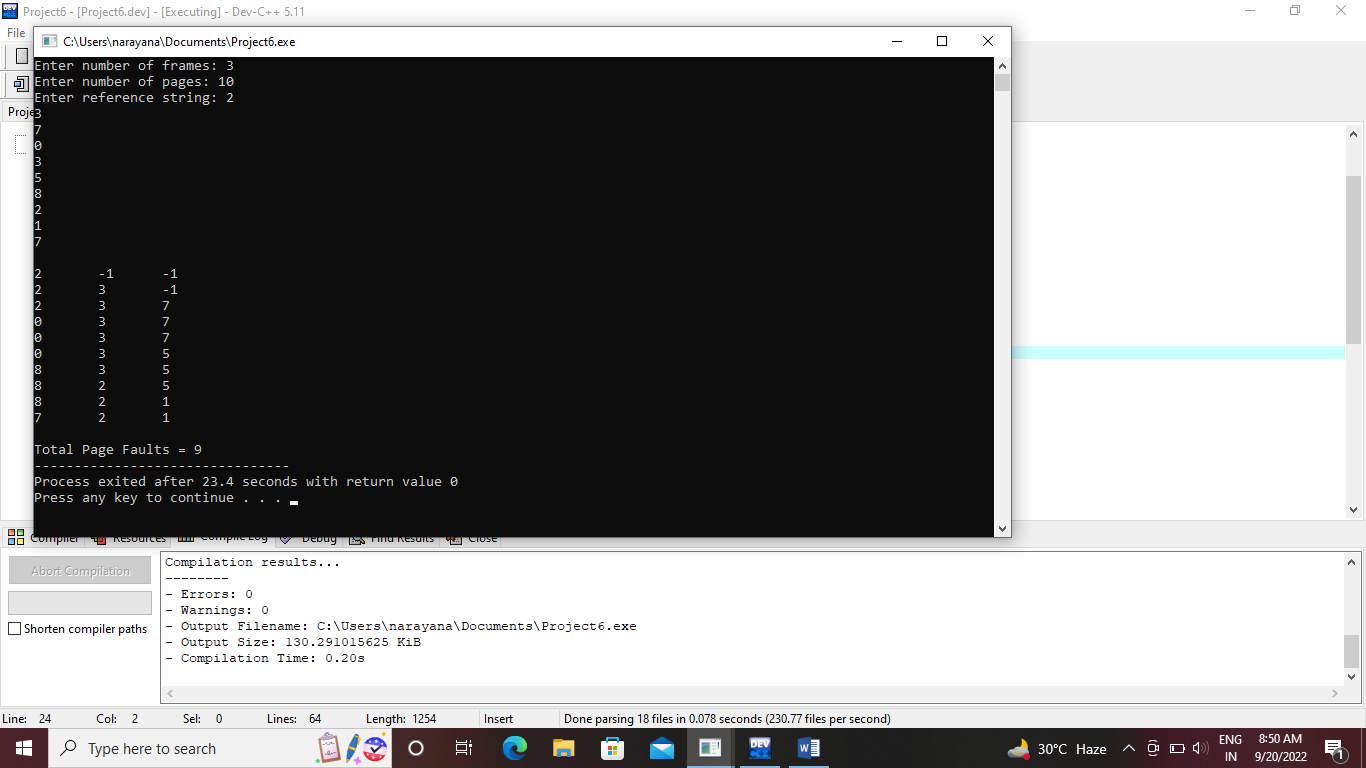 Project6 - [Project6.dev] - [Executing] - Dev-C++ 5.11
File
C:\Users\narayana\Documents\Project6.exe
Proje
Enter number of frames: 3
Enter number of pages: 10
Enter reference string: 2
3
7
0
3
5
8
2
1
7
2 -1 -1
2 3 -1
2 3 7
0 3 7
0 3 7
0 3 5
8 3 5
8 2 5
8 2 1
7 2 1
Total Page Faults = 9
--------------------------------
Process exited after 23.4 seconds with return value 0
Press any key to continue . . .
Compiler Resources Compile Log Debug Find Results Close
Abort Compilation
Shorten compiler paths
Compilation results...
--------
- Errors: 0
- Warnings: 0
- Output Filename: C:\Users\narayana\Documents\Project6.exe
- Output Size: 130.291015625 KiB
- Compilation Time: 0.20s
Line: 24 Col: 2 Sel: 0 Lines: 64 Length: 1254 Insert Done parsing 18 files in 0.078 seconds (230.77 files per second)
Type here to search
DEV
30°C Haze
ENG
IN
8:50 AM
9/20/2022
1